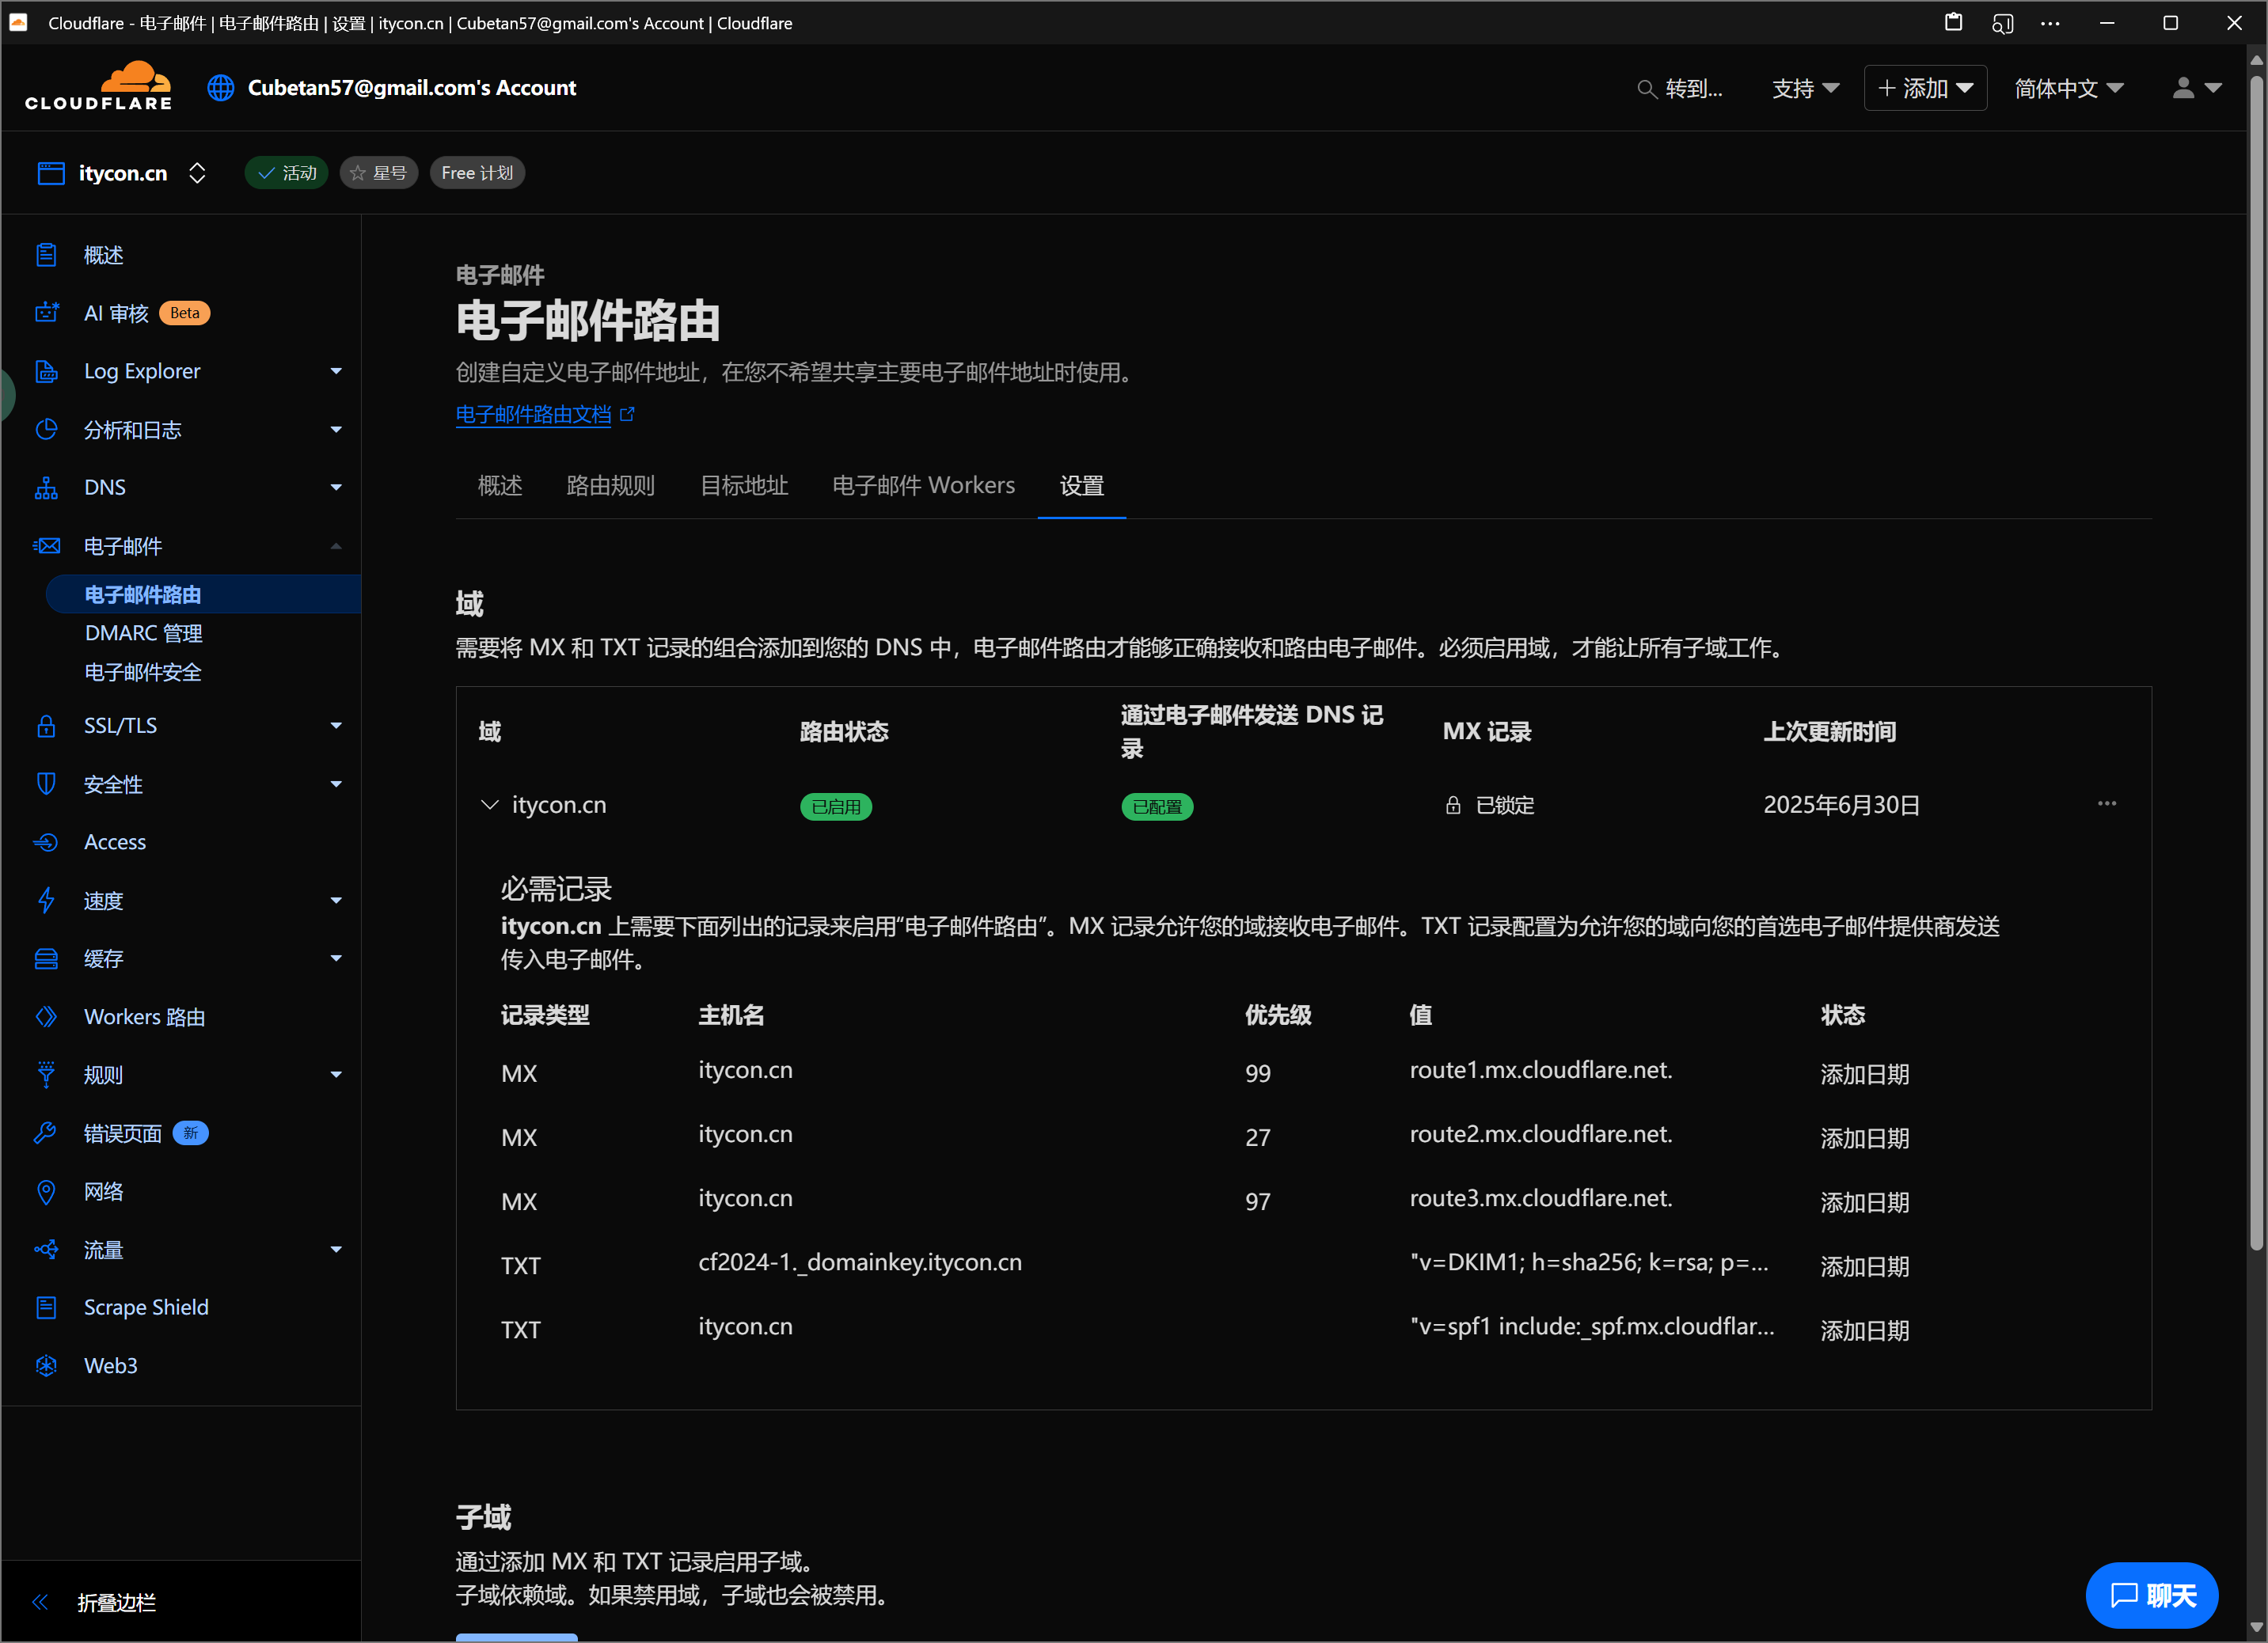 Cloudflare - 电子邮件 | 电子邮件路由 | 设置 | itycon.cn | Cubetan57@gmail.com's Account | Cloudflare
CLOUDFLARE
Cubetan57@gmail.com's Account
转到...
支持
添加
简体中文
itycon.cn
活动
星号
Free 计划
概述
AI 审核 Beta
Log Explorer
分析和日志
DNS
电子邮件
电子邮件路由
DMARC 管理
电子邮件安全
SSL/TLS
安全性
Access
速度
缓存
Workers 路由
规则
错误页面 新
网络
流量
Scrape Shield
Web3
折叠边栏
电子邮件
电子邮件路由
创建自定义电子邮件地址，在您不希望共享主要电子邮件地址时使用。
电子邮件路由文档
概述 路由规则 目标地址 电子邮件 Workers 设置
域
需要将 MX 和 TXT 记录的组合添加到您的 DNS 中，电子邮件路由才能够正确接收和路由电子邮件。必须启用域，才能让所有子域工作。
域 路由状态 通过电子邮件发送 DNS 记录 MX 记录 上次更新时间
itycon.cn 已启用 已配置 已锁定 2025年6月30日
必需记录
itycon.cn 上需要下面列出的记录来启用“电子邮件路由”。MX 记录允许您的域接收电子邮件。TXT 记录配置为允许您的域向您的首选电子邮件提供商发送
传入电子邮件。
记录类型 主机名 优先级 值 状态
MX itycon.cn 99 route1.mx.cloudflare.net. 添加日期
MX itycon.cn 27 route2.mx.cloudflare.net. 添加日期
MX itycon.cn 97 route3.mx.cloudflare.net. 添加日期
TXT cf2024-1._domainkey.itycon.cn "v=DKIM1; h=sha256; k=rsa; p=... 添加日期
TXT itycon.cn "v=spf1 include:_spf.mx.cloudflar... 添加日期
子域
通过添加 MX 和 TXT 记录启用子域。
子域依赖域。如果禁用域，子域也会被禁用。
聊天